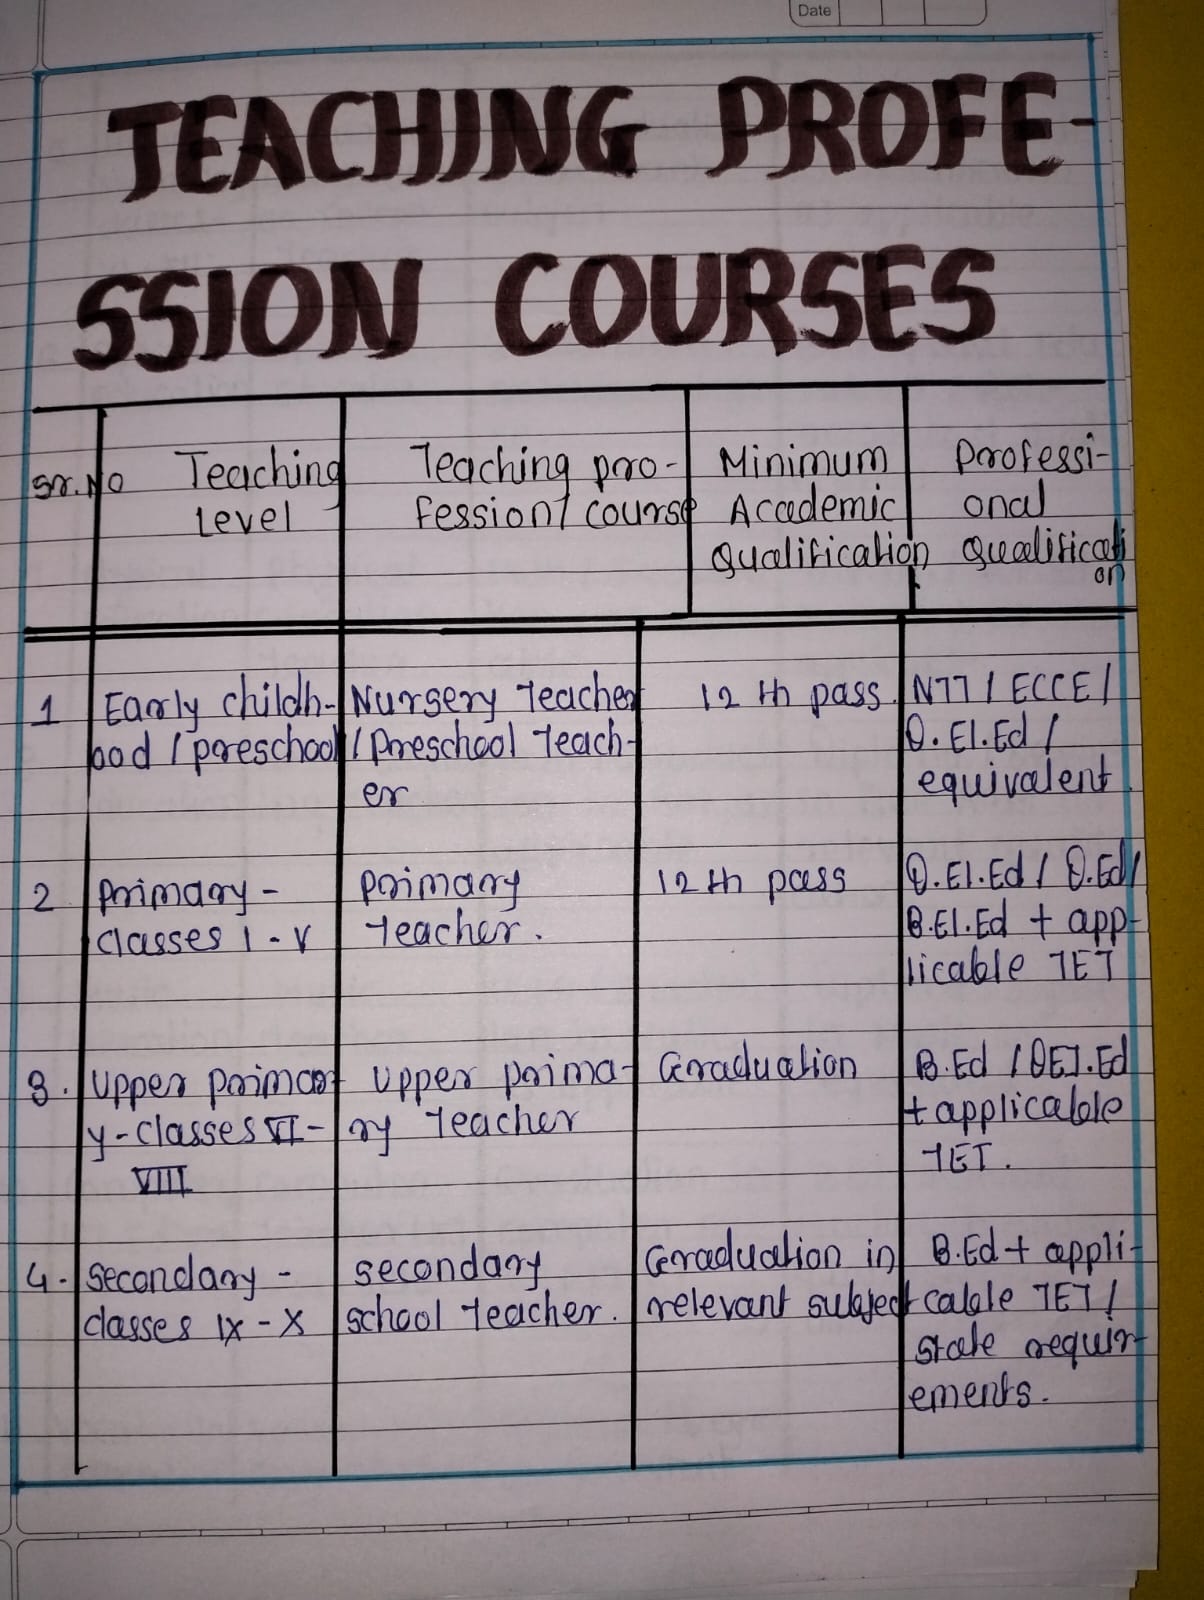 Date
TEACHING PROFE-
SSION COURSES
Sr.No
Teaching
Level
Teaching pro-
fession/course
Minimum
Academic
Qualification
Professi-
onal
Qualificati
on
1
Early childh-
ood / preschool
Nursery Teacher
/ Preschool Teach-
er
12 th pass.
NTT / ECCE /
D. El.Ed /
equivalent.
2
Primary -
classes I - V
Primary
Teacher.
12 th pass
D.El.Ed / D.Ed /
B.El.Ed + app-
licable TET
3.
Upper primar
y-classes VI -
VIII
Upper prima-
ry Teacher
Graduation
B.Ed / DEl.Ed
+ applicable
TET.
4.
Secondary -
classes IX - X
Secondary
school Teacher.
Graduation in
relevant subject
B.Ed + appli-
cable TET /
state requir-
ements.